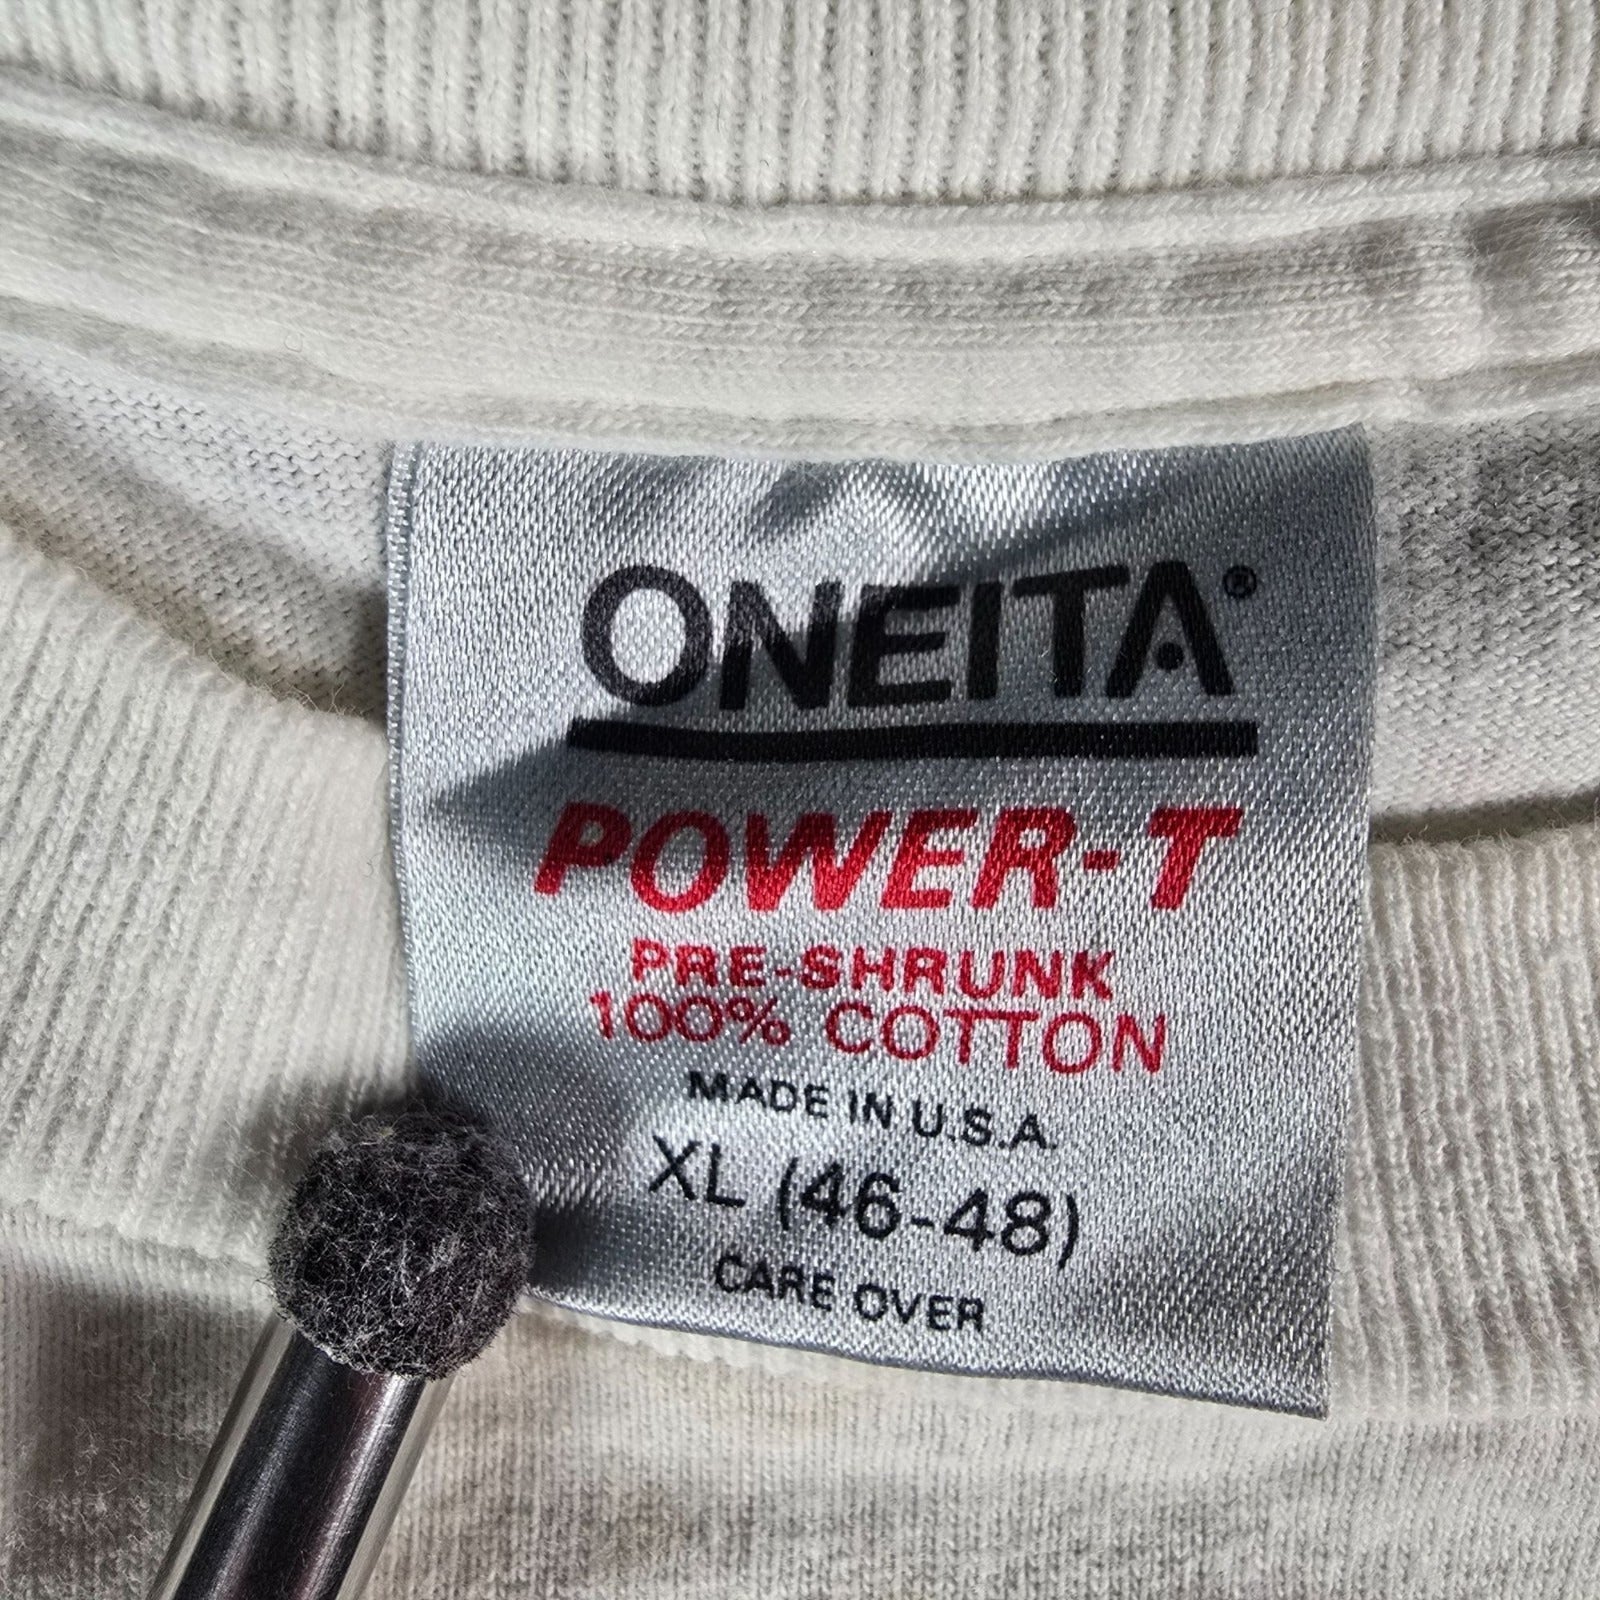 ONEITA®
POWER-T
PRE-SHRUNK
100% COTTON
MADE IN U.S.A.
XL (46-48)
CARE OVER